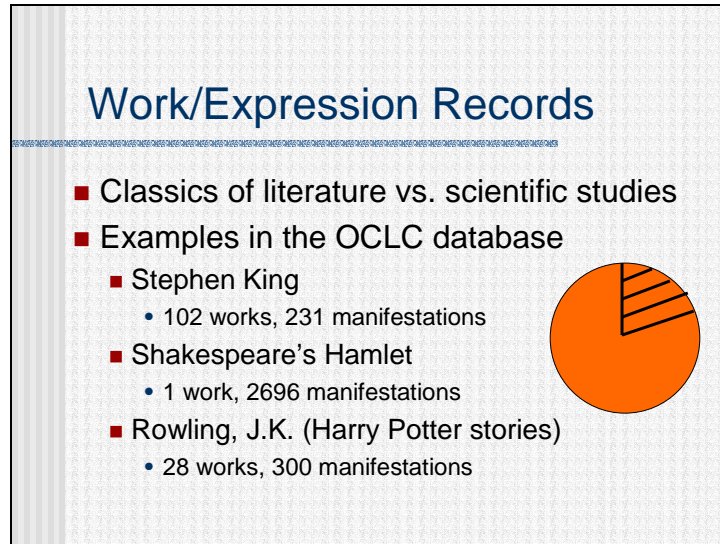 Work/Expression Records
Classics of literature vs. scientific studies
Examples in the OCLC database
Stephen King
102 works, 231 manifestations
Shakespeare's Hamlet
1 work, 2696 manifestations
Rowling, J.K. (Harry Potter stories)
28 works, 300 manifestations